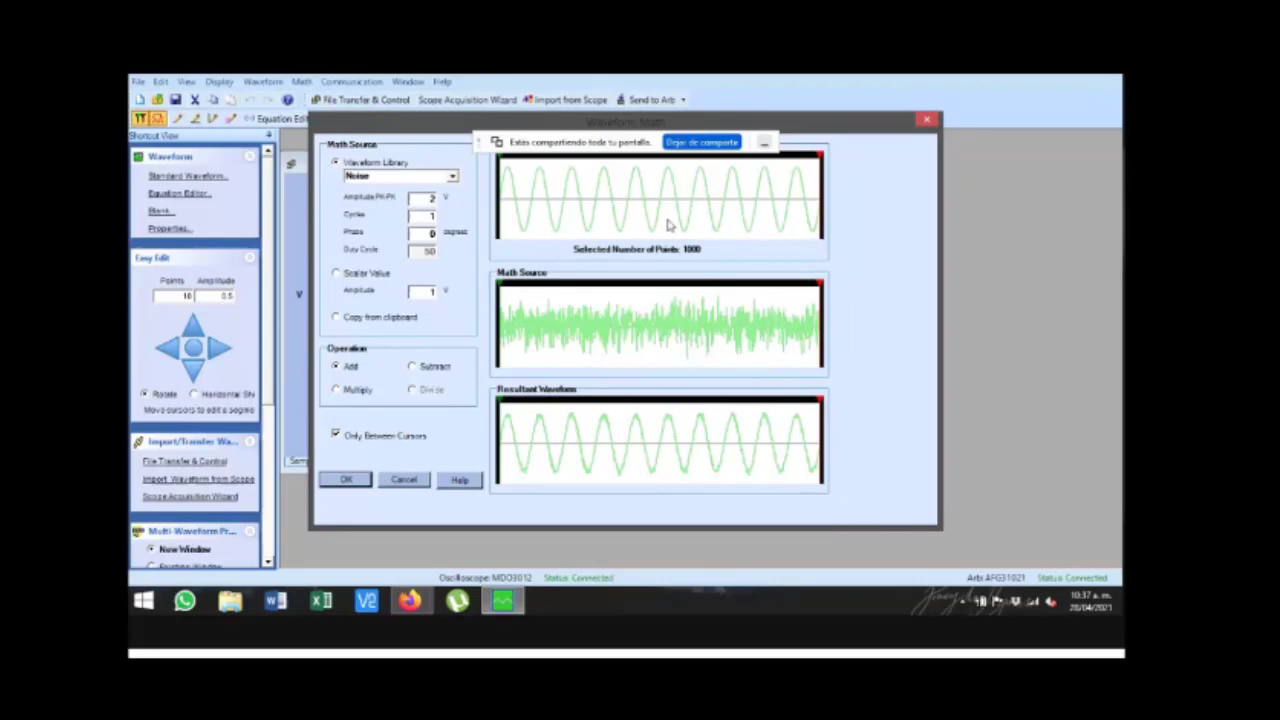 File Edit View Display Waveform Math Communication Window Help
File Transfer & Control Scope Acquisition Wizard Import from Scope Send to Arb
Equation Edi
Shortcut View
Waveform
Standard Waveform..
Equation Editor..
Blank..
Properties..
Easy Edit
Points Amplitude
10 0.5
Rotate Horizontal Shi
Move cursors to edit a segme
Import/Transfer Wa...
File Transfer & Control
Import Waveform from Scope
Scope Acquisition Wizard
Multi-Waveform Pr...
New Window
Existing Window
V
Waveform Math
Estás compartiendo toda tu pantalla. Dejar de compartir
Math Source
Waveform Library
Noise
Amplitude PK-PK 2 V
Cycles 1
Phase 0 degrees
Duty Cycle 50
Scalar Value
Amplitude 1 V
Copy from clipboard
Operation
Add Subtract
Multiply Divide
Only Between Cursors
OK Cancel Help
Selected Number of Points: 1000
Math Source
Resultant Waveform
Oscilloscope: MDO3012 Status: Connected Arb: AFG31021 Status: Connected
10:37 a. m.
28/04/2021